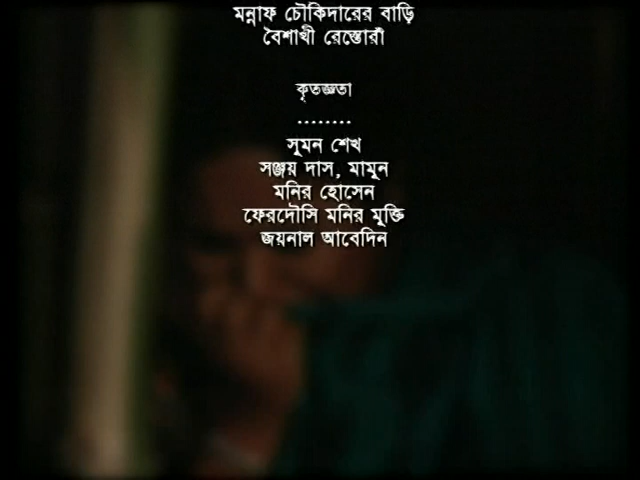 মন্নাফ চৌকিদারের বাড়ি
বৈশাখী রেস্তোরাঁ
কৃতজ্ঞতা
........
সুমন শেখ
সঞ্জয় দাস, মামুন
মনির হোসেন
ফেরদৌসি মনির মুক্তি
জয়নাল আবেদিন